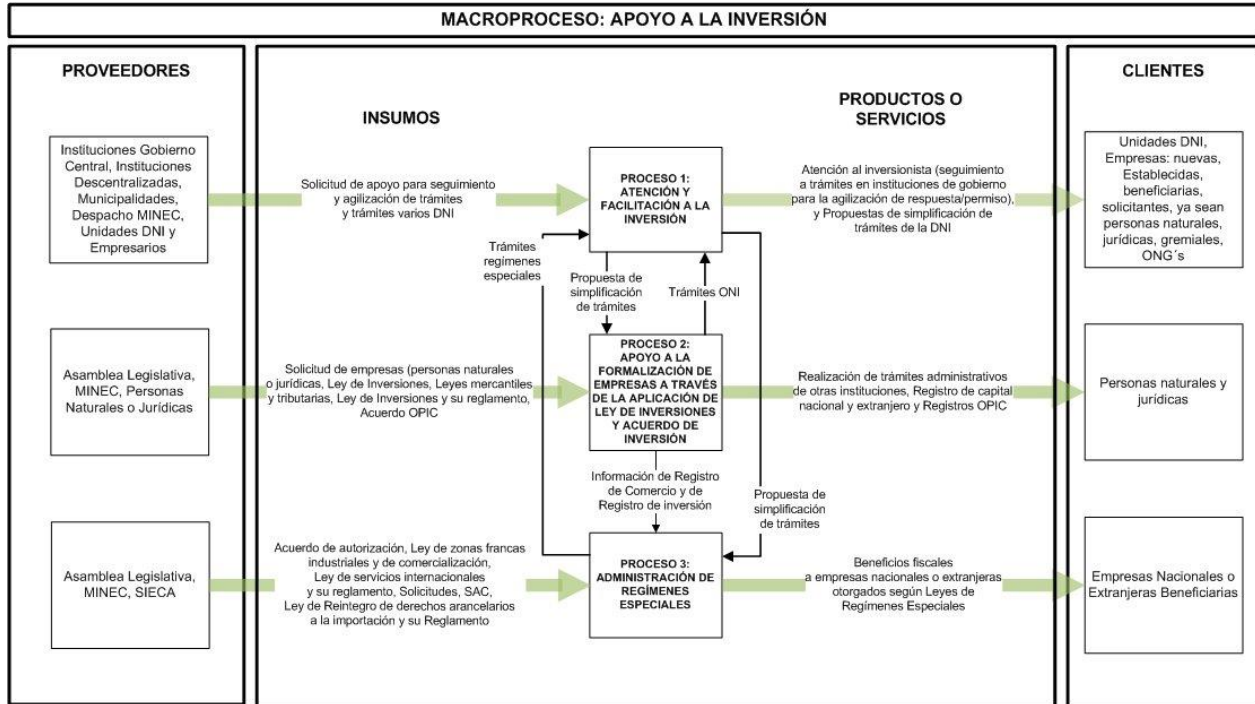 MACROPROCESO: APOYO A LA INVERSIÓN
PROVEEDORES
Instituciones Gobierno
Central, Instituciones
Descentralizadas,
Municipalidades,
Despacho MINEC,
Unidades DNI y
Empresarios
Asamblea Legislativa,
MINEC, Personas
Naturales o Jurídicas
Asamblea Legislativa,
MINEC, SIECA
INSUMOS
Solicitud de apoyo para seguimiento
y agilización de trámites
y trámites varios DNI
Solicitud de empresas (personas naturales
o jurídicas, Ley de Inversiones, Leyes mercantiles
y tributarias, Ley de Inversiones y su reglamento,
Acuerdo OPIC
Acuerdo de autorización, Ley de zonas francas
industriales y de comercialización,
Ley de servicios internacionales
y su reglamento, Solicitudes, SAC,
Ley de Reintegro de derechos arancelarios
a la importación y su Reglamento
PROCESO 1:
ATENCIÓN Y
FACILITACIÓN A LA
INVERSIÓN
Trámites
regímenes
especiales
Propuesta de
simplificación
de trámites
Trámites ONI
PROCESO 2:
APOYO A LA
FORMALIZACIÓN DE
EMPRESAS A TRAVÉS
DE LA APLICACIÓN DE
LEY DE INVERSIONES
Y ACUERDO DE
INVERSIÓN
Información de Registro
de Comercio y de
Registro de inversión
Propuesta de
simplificación
de trámites
PROCESO 3:
ADMINISTRACIÓN DE
REGÍMENES
ESPECIALES
PRODUCTOS O
SERVICIOS
Atención al inversionista (seguimiento
a trámites en instituciones de gobierno
para la agilización de respuesta/permiso),
y Propuestas de simplificación de
trámites de la DNI
Realización de trámites administrativos
de otras instituciones, Registro de capital
nacional y extranjero y Registros OPIC
Beneficios fiscales
a empresas nacionales o extranjeras
otorgados según Leyes de
Regímenes Especiales
CLIENTES
Unidades DNI,
Empresas: nuevas,
Establecidas,
beneficiarias,
solicitantes, ya sean
personas naturales,
jurídicas, gremiales,
ONG´s
Personas naturales y
jurídicas
Empresas Nacionales o
Extranjeras Beneficiarias